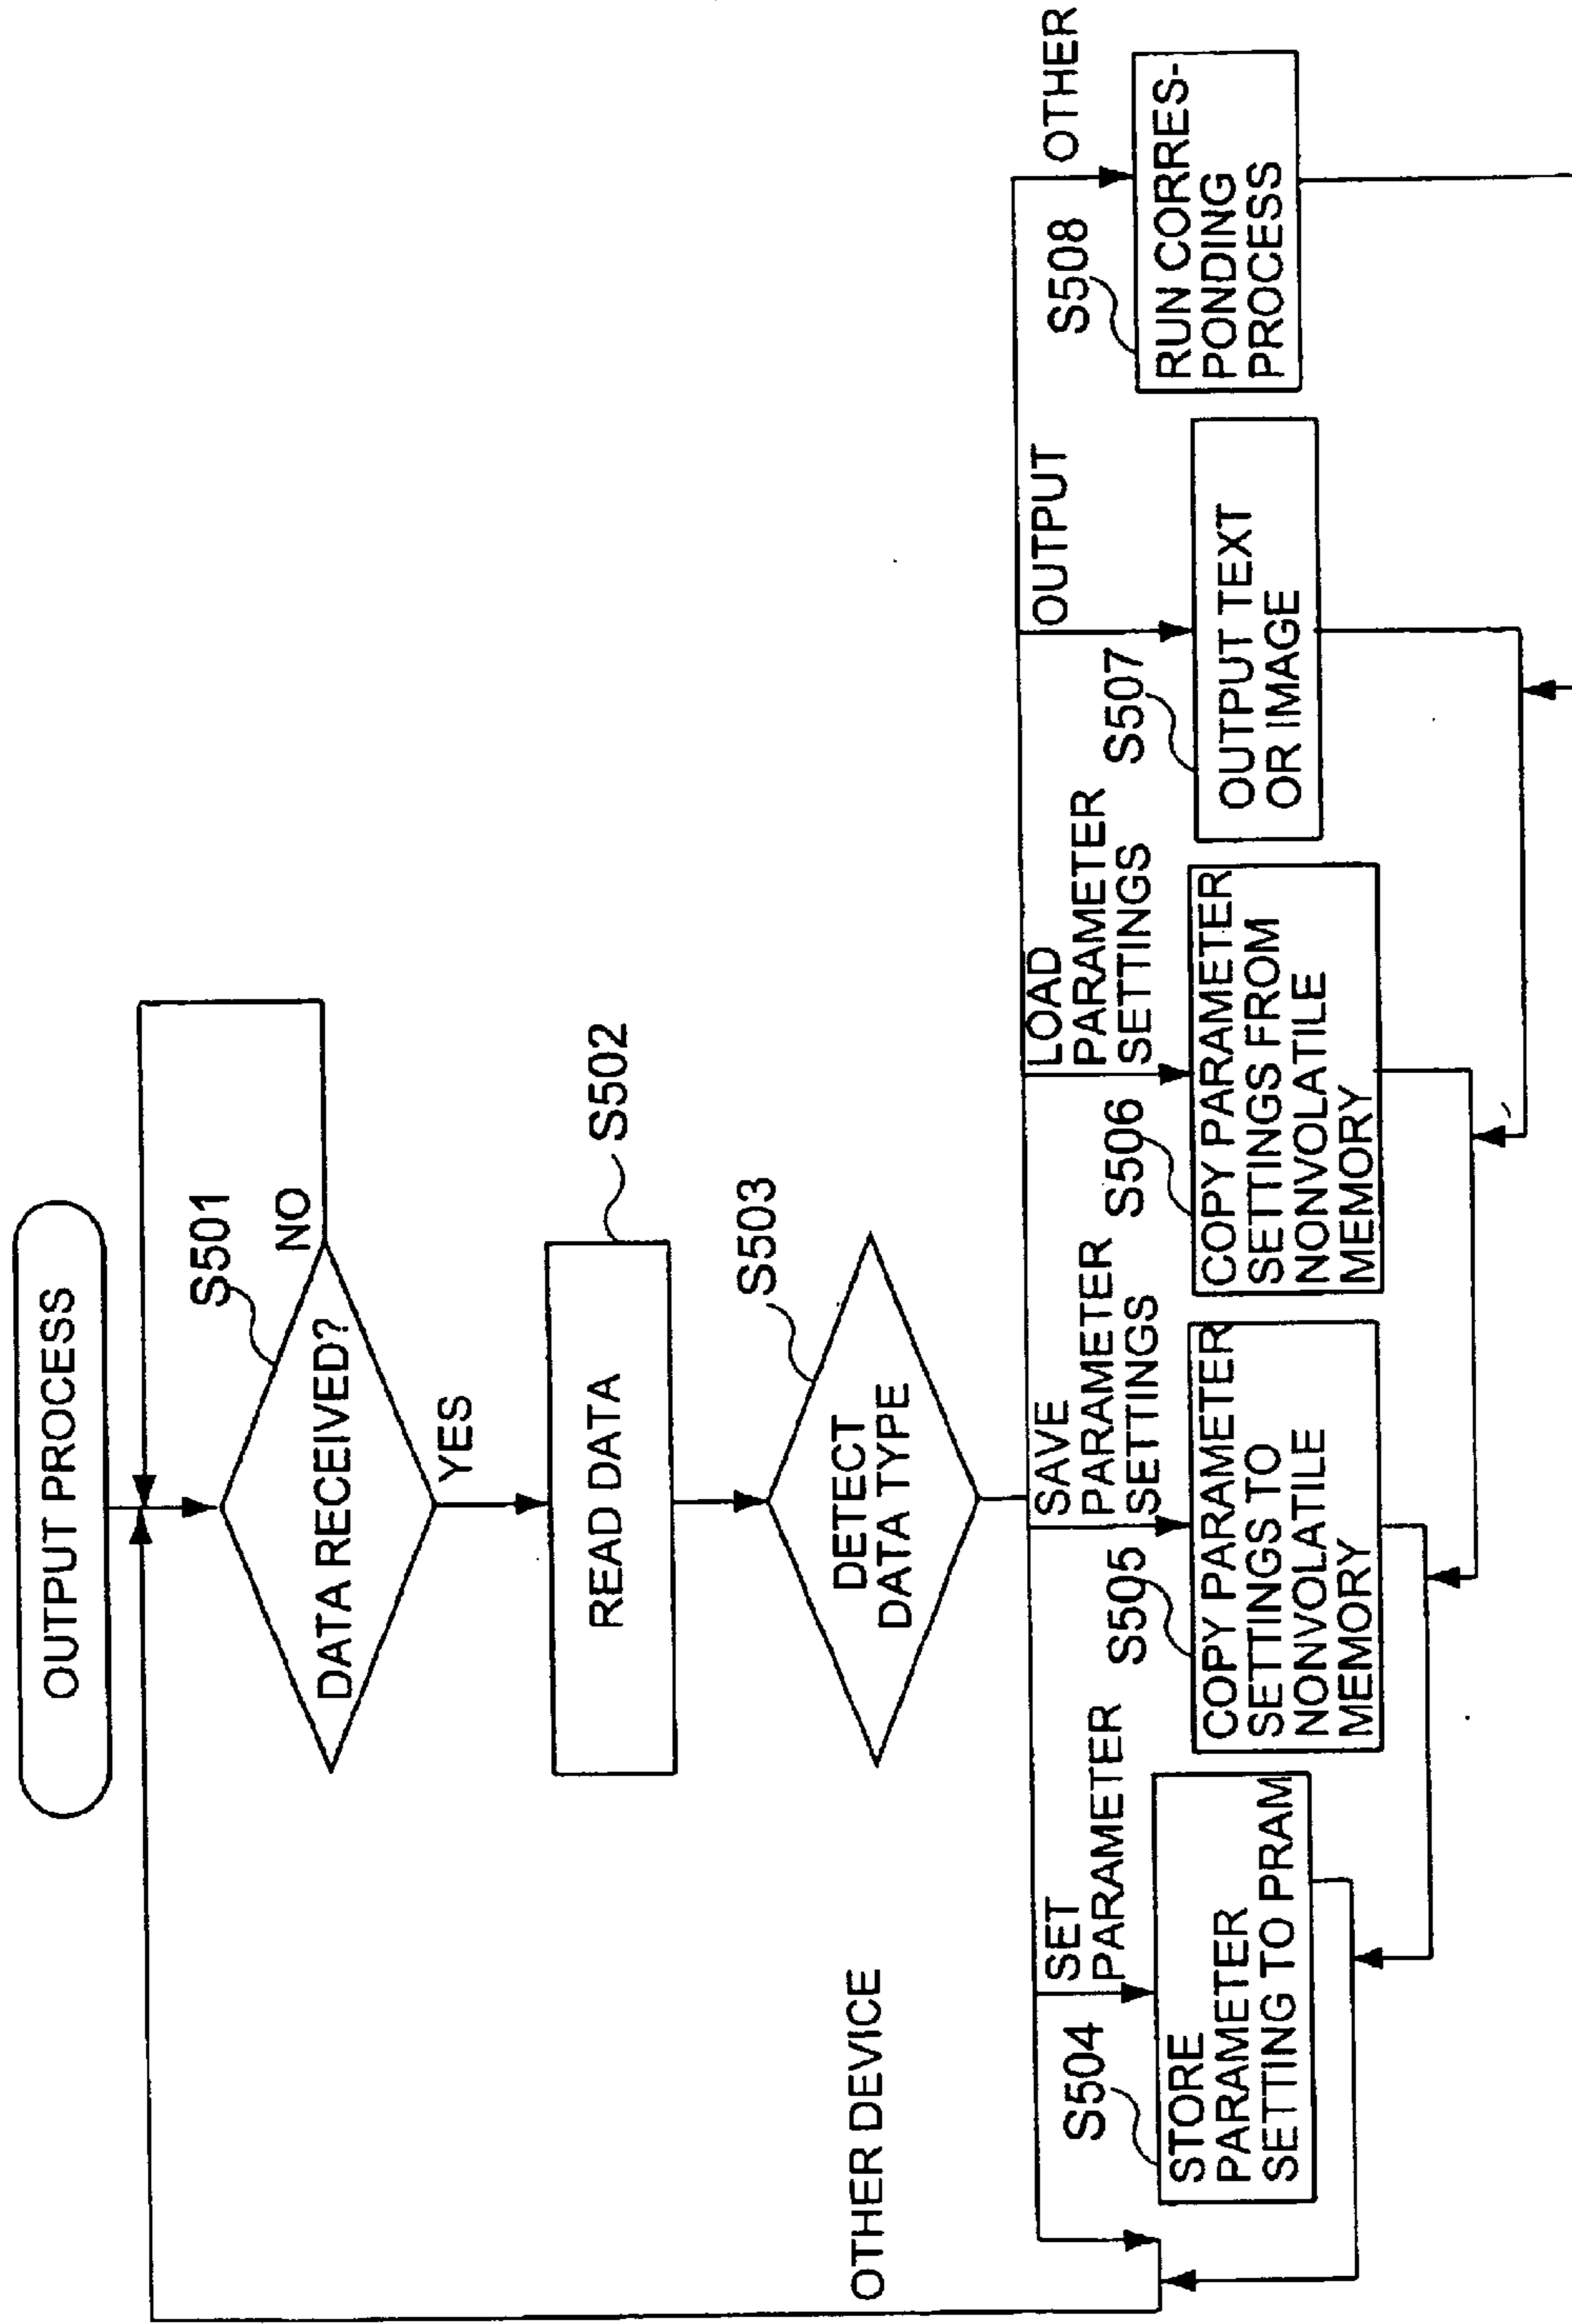 OUTPUT PROCESS
S501
DATA RECEIVED?
NO
YES
S502
READ DATA
S503
DETECT
DATA TYPE
OTHER DEVICE
SET
PARAMETER
SAVE
PARAMETER
SETTINGS
LOAD
PARAMETER
SETTINGS
OUTPUT
OTHER
S504
STORE
PARAMETER
SETTING TO PRAM
S505
COPY PARAMETER
SETTINGS TO
NONVOLATILE
MEMORY
S506
COPY PARAMETER
SETTINGS FROM
NONVOLATILE
MEMORY
S507
OUTPUT TEXT
OR IMAGE
S508
RUN CORRES-
PONDING
PROCESS